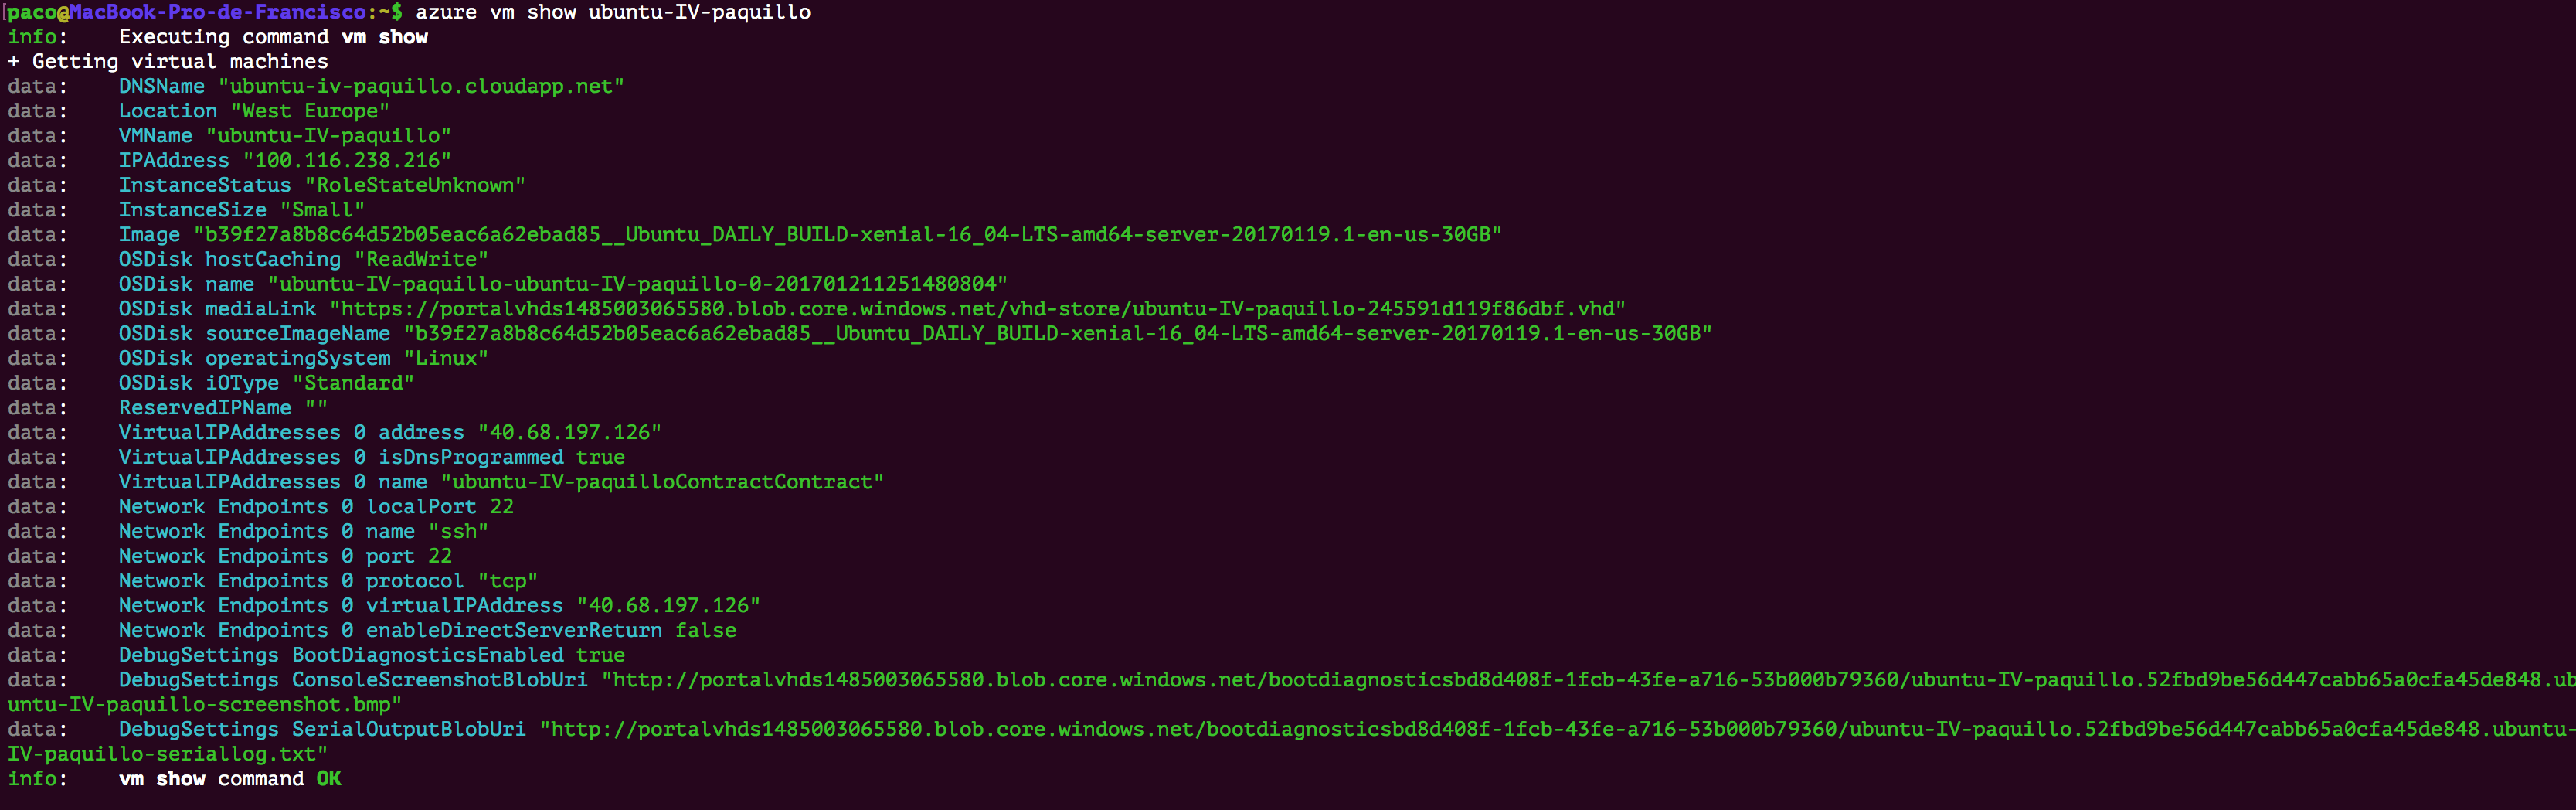 [paco@MacBook-Pro-de-Francisco:~$ azure vm show ubuntu-IV-paquillo
info:    Executing command vm show
+ Getting virtual machines
data:    DNSName "ubuntu-iv-paquillo.cloudapp.net"
data:    Location "West Europe"
data:    VMName "ubuntu-IV-paquillo"
data:    IPAddress "100.116.238.216"
data:    InstanceStatus "RoleStateUnknown"
data:    InstanceSize "Small"
data:    Image "b39f27a8b8c64d52b05eac6a62ebad85__Ubuntu_DAILY_BUILD-xenial-16_04-LTS-amd64-server-20170119.1-en-us-30GB"
data:    OSDisk hostCaching "ReadWrite"
data:    OSDisk name "ubuntu-IV-paquillo-ubuntu-IV-paquillo-0-201701211251480804"
data:    OSDisk mediaLink "https://portalvhds1485003065580.blob.core.windows.net/vhd-store/ubuntu-IV-paquillo-245591d119f86dbf.vhd"
data:    OSDisk sourceImageName "b39f27a8b8c64d52b05eac6a62ebad85__Ubuntu_DAILY_BUILD-xenial-16_04-LTS-amd64-server-20170119.1-en-us-30GB"
data:    OSDisk operatingSystem "Linux"
data:    OSDisk iOType "Standard"
data:    ReservedIPName ""
data:    VirtualIPAddresses 0 address "40.68.197.126"
data:    VirtualIPAddresses 0 isDnsProgrammed true
data:    VirtualIPAddresses 0 name "ubuntu-IV-paquilloContractContract"
data:    Network Endpoints 0 localPort 22
data:    Network Endpoints 0 name "ssh"
data:    Network Endpoints 0 port 22
data:    Network Endpoints 0 protocol "tcp"
data:    Network Endpoints 0 virtualIPAddress "40.68.197.126"
data:    Network Endpoints 0 enableDirectServerReturn false
data:    DebugSettings BootDiagnosticsEnabled true
data:    DebugSettings ConsoleScreenshotBlobUri "http://portalvhds1485003065580.blob.core.windows.net/bootdiagnosticsbd8d408f-1fcb-43fe-a716-53b000b79360/ubuntu-IV-paquillo.52fbd9be56d447cabb65a0cfa45de848.ub
untu-IV-paquillo-screenshot.bmp"
data:    DebugSettings SerialOutputBlobUri "http://portalvhds1485003065580.blob.core.windows.net/bootdiagnosticsbd8d408f-1fcb-43fe-a716-53b000b79360/ubuntu-IV-paquillo.52fbd9be56d447cabb65a0cfa45de848.ubuntu-
IV-paquillo-seriallog.txt"
info:    vm show command OK